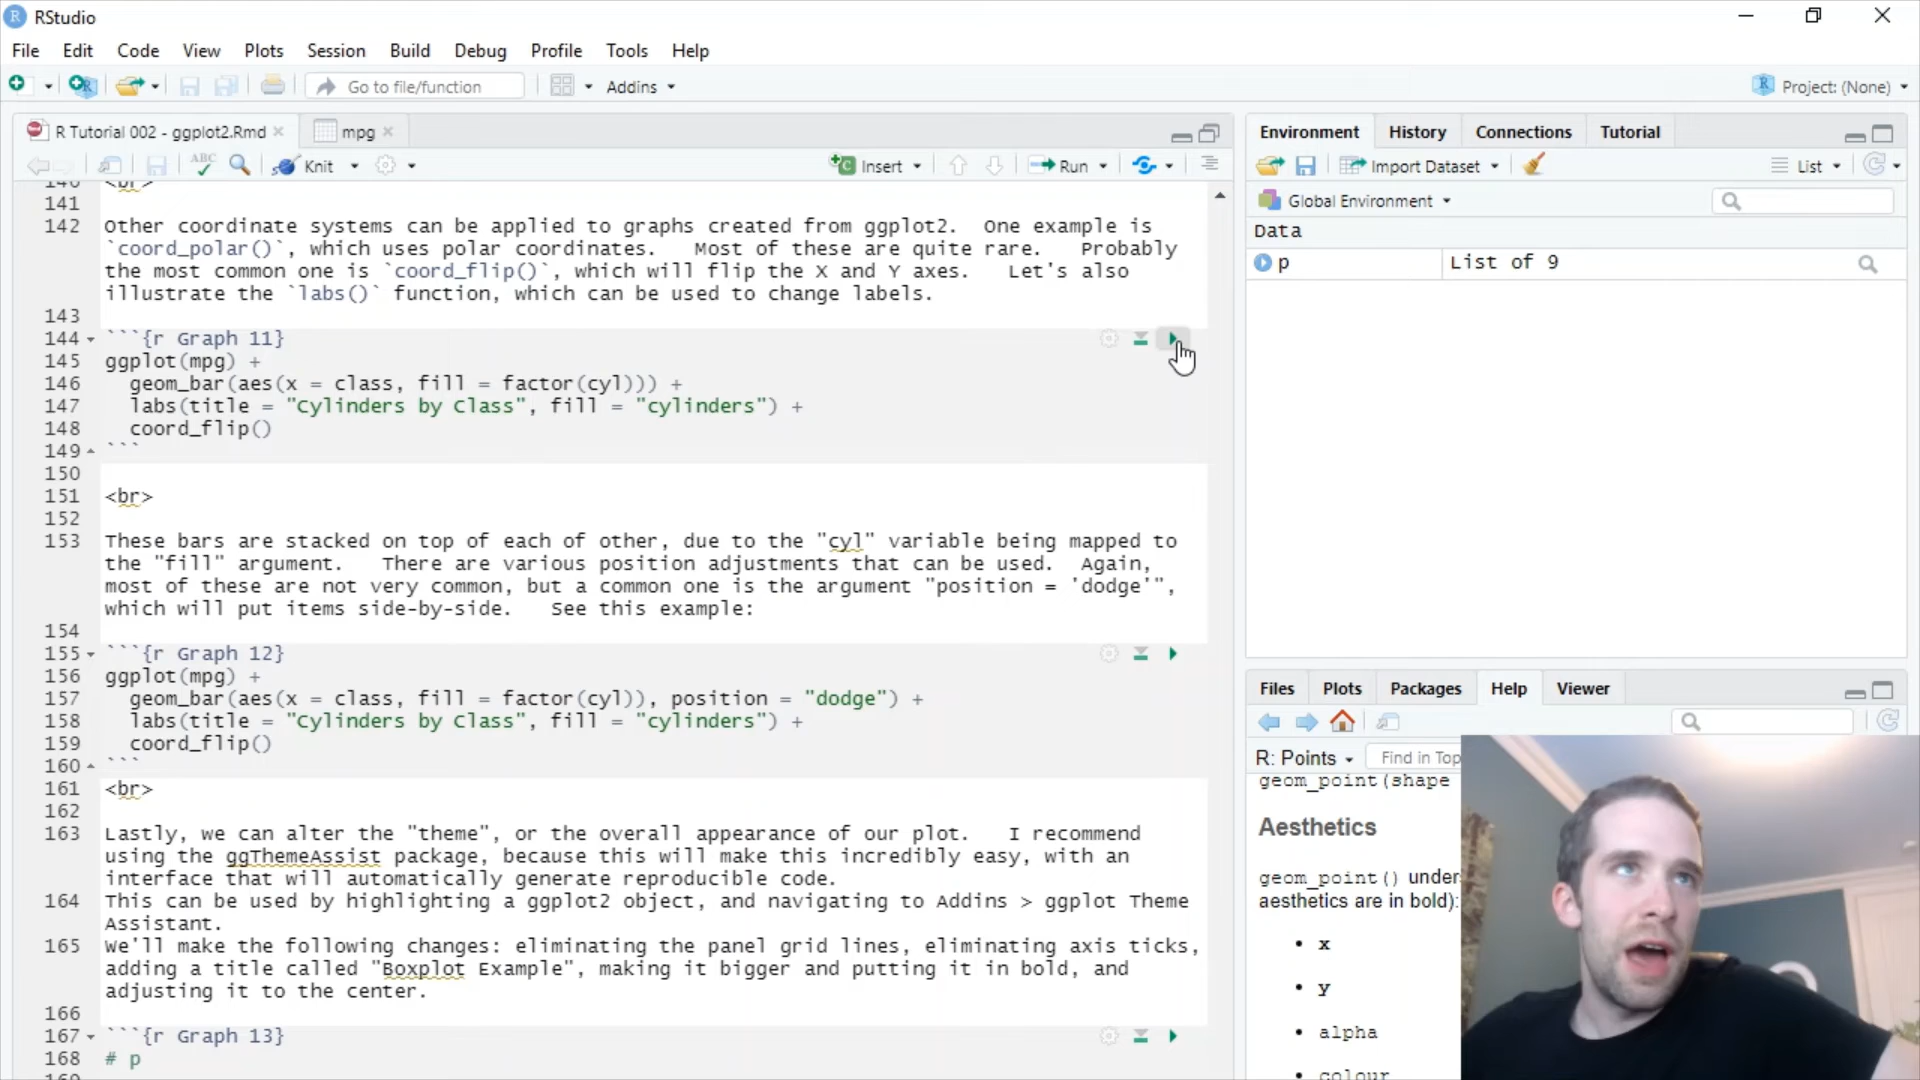 RStudio
File Edit Code View Plots Session Build Debug Profile Tools Help
Go to file/function Addins Project: (None)
R Tutorial 002 - ggplot2.Rmd mpg
ABC Knit Insert Run
<br>
141
142 Other coordinate systems can be applied to graphs created from ggplot2. One example is
`coord_polar()`, which uses polar coordinates. Most of these are quite rare. Probably
the most common one is `coord_flip()`, which will flip the X and Y axes. Let's also
illustrate the `labs()` function, which can be used to change labels.
143
144 ```{r Graph 11}
145 ggplot(mpg) +
146 geom_bar(aes(x = class, fill = factor(cyl))) +
147 labs(title = "Cylinders by Class", fill = "cylinders") +
148 coord_flip()
149 ```
150
151 <br>
152
153 These bars are stacked on top of each of other, due to the "cyl" variable being mapped to
the "fill" argument. There are various position adjustments that can be used. Again,
most of these are not very common, but a common one is the argument "position = 'dodge'",
which will put items side-by-side. See this example:
154
155 ```{r Graph 12}
156 ggplot(mpg) +
157 geom_bar(aes(x = class, fill = factor(cyl)), position = "dodge") +
158 labs(title = "Cylinders by Class", fill = "cylinders") +
159 coord_flip()
160 ```
161 <br>
162
163 Lastly, we can alter the "theme", or the overall appearance of our plot. I recommend
using the ggThemeAssist package, because this will make this incredibly easy, with an
interface that will automatically generate reproducible code.
164 This can be used by highlighting a ggplot2 object, and navigating to Addins > ggplot Theme
Assistant.
165 We'll make the following changes: eliminating the panel grid lines, eliminating axis ticks,
adding a title called "Boxplot Example", making it bigger and putting it in bold, and
adjusting it to the center.
166
167 ```{r Graph 13}
168 # p
Environment History Connections Tutorial
Import Dataset List
Global Environment
Data
p List of 9
Files Plots Packages Help Viewer
R: Points Find in Top
geom_point(shape
Aesthetics
geom_point() under
aesthetics are in bold):
• x
• y
• alpha
• colour